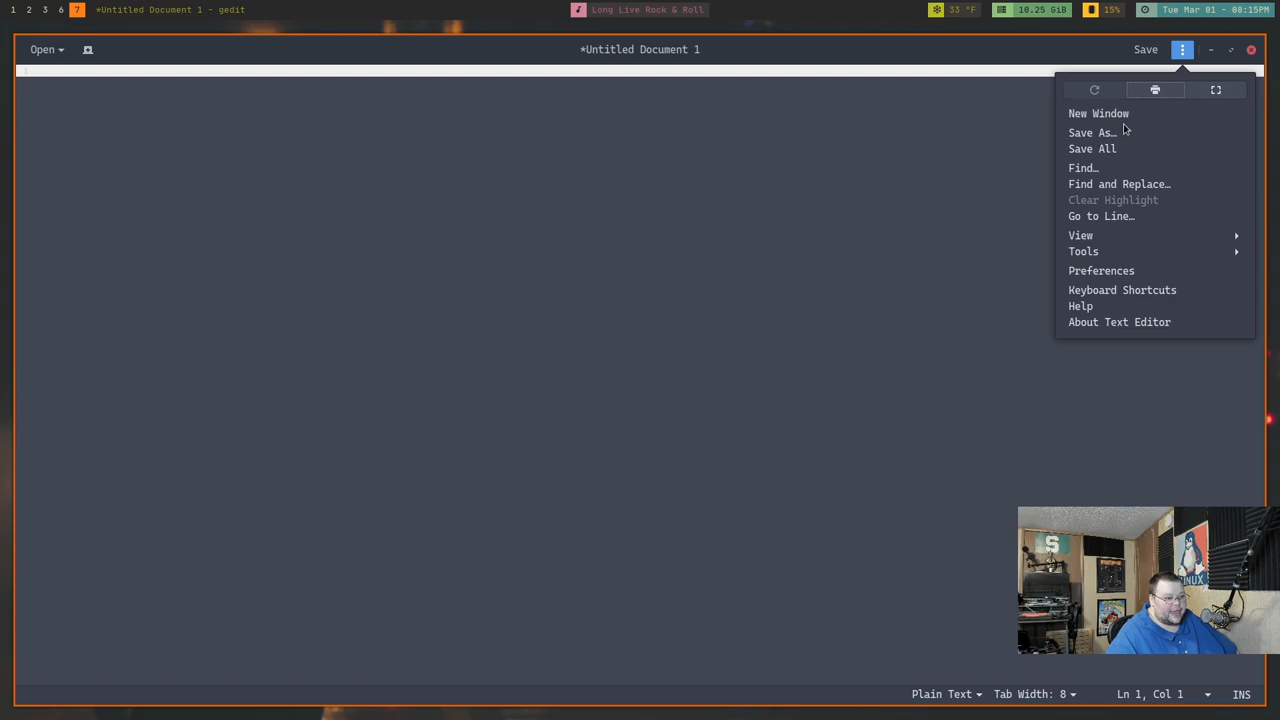 1 2 3 6 7 *Untitled Document 1 - gedit
Long Live Rock & Roll
33 °F
10.25 GiB
15%
Tue Mar 01 - 08:15PM
Open
*Untitled Document 1
Save
New Window
Save As…
Save All
Find…
Find and Replace…
Clear Highlight
Go to Line…
View
Tools
Preferences
Keyboard Shortcuts
Help
About Text Editor
S
LINUX
Plain Text
Tab Width: 8
Ln 1, Col 1
INS